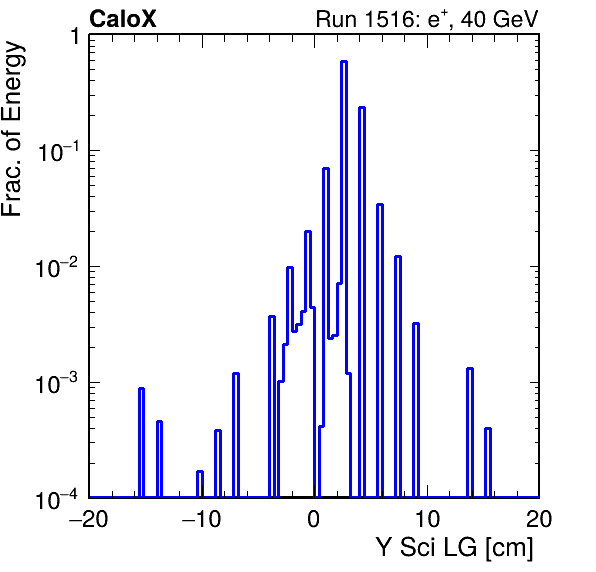 CaloX Run 1516: e⁺, 40 GeV
Frac. of Energy
1
10⁻¹
10⁻²
10⁻³
10⁻⁴
−20 −10 0 10 20
Y Sci LG [cm]